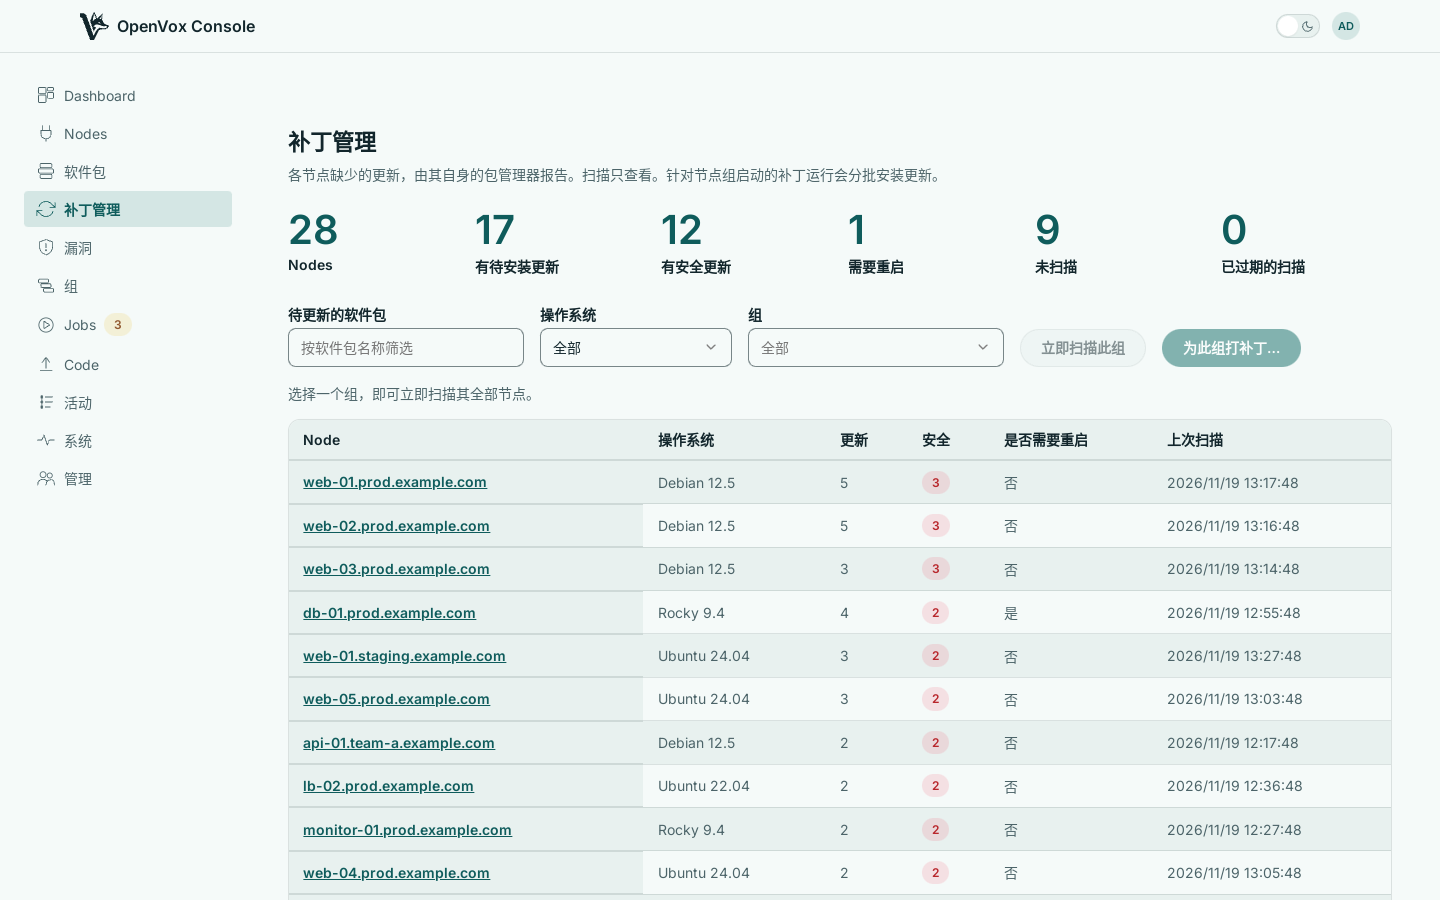 OpenVox Console
AD
Dashboard
Nodes
软件包
补丁管理
漏洞
组
Jobs 3
Code
活动
系统
管理
补丁管理
各节点缺少的更新，由其自身的包管理器报告。扫描只查看。针对节点组启动的补丁运行会分批安装更新。
28 17 12 1 9 0
Nodes 有待安装更新 有安全更新 需要重启 未扫描 已过期的扫描
待更新的软件包 操作系统 组
按软件包名称筛选 全部 全部 立即扫描此组 为此组打补丁...
选择一个组，即可立即扫描其全部节点。
Node 操作系统 更新 安全 是否需要重启 上次扫描
web-01.prod.example.com Debian 12.5 5 3 否 2026/11/19 13:17:48
web-02.prod.example.com Debian 12.5 5 3 否 2026/11/19 13:16:48
web-03.prod.example.com Debian 12.5 3 3 否 2026/11/19 13:14:48
db-01.prod.example.com Rocky 9.4 4 2 是 2026/11/19 12:55:48
web-01.staging.example.com Ubuntu 24.04 3 2 否 2026/11/19 13:27:48
web-05.prod.example.com Ubuntu 24.04 3 2 否 2026/11/19 13:03:48
api-01.team-a.example.com Debian 12.5 2 2 否 2026/11/19 12:17:48
lb-02.prod.example.com Ubuntu 22.04 2 2 否 2026/11/19 12:36:48
monitor-01.prod.example.com Rocky 9.4 2 2 否 2026/11/19 12:27:48
web-04.prod.example.com Ubuntu 24.04 2 2 否 2026/11/19 13:05:48